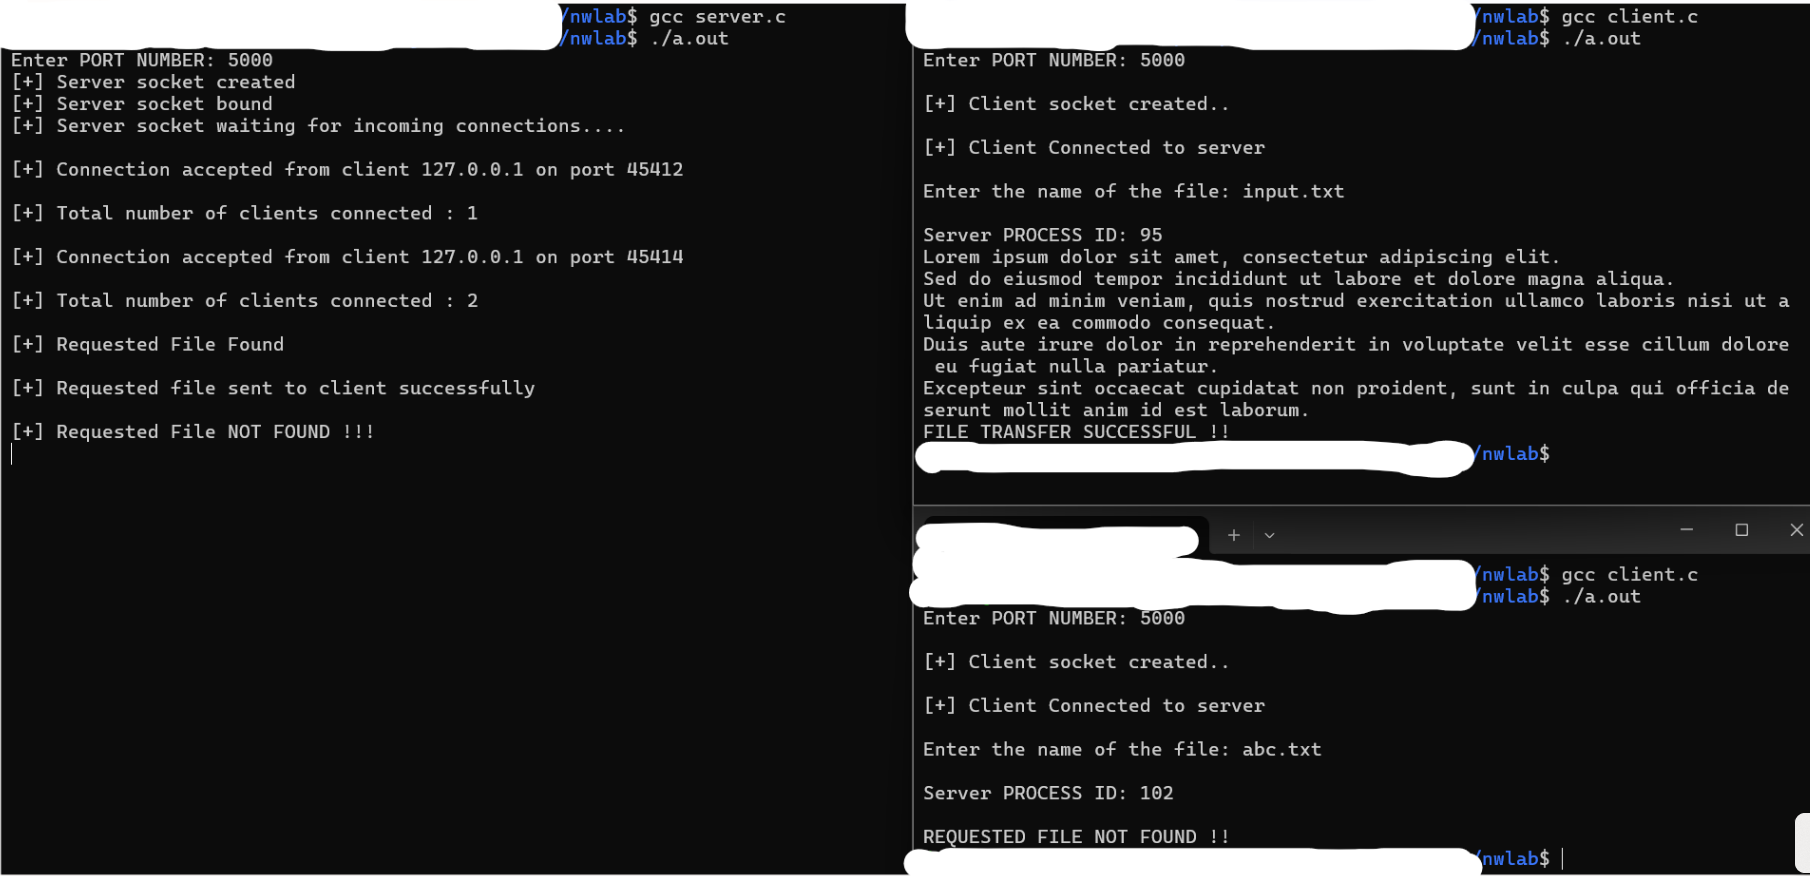 /nwlab$ gcc server.c
/nwlab$ ./a.out
Enter PORT NUMBER: 5000
[+] Server socket created
[+] Server socket bound
[+] Server socket waiting for incoming connections....
[+] Connection accepted from client 127.0.0.1 on port 45412
[+] Total number of clients connected : 1
[+] Connection accepted from client 127.0.0.1 on port 45414
[+] Total number of clients connected : 2
[+] Requested File Found
[+] Requested file sent to client successfully
[+] Requested File NOT FOUND !!!
/nwlab$ gcc client.c
/nwlab$ ./a.out
Enter PORT NUMBER: 5000
[+] Client socket created..
[+] Client Connected to server
Enter the name of the file: input.txt
Server PROCESS ID: 95
Lorem ipsum dolor sit amet, consectetur adipiscing elit.
Sed do eiusmod tempor incididunt ut labore et dolore magna aliqua.
Ut enim ad minim veniam, quis nostrud exercitation ullamco laboris nisi ut a
liquip ex ea commodo consequat.
Duis aute irure dolor in reprehenderit in voluptate velit esse cillum dolore
 eu fugiat nulla pariatur.
Excepteur sint occaecat cupidatat non proident, sunt in culpa qui officia de
serunt mollit anim id est laborum.
FILE TRANSFER SUCCESSFUL !!
/nwlab$
/nwlab$ gcc client.c
/nwlab$ ./a.out
Enter PORT NUMBER: 5000
[+] Client socket created..
[+] Client Connected to server
Enter the name of the file: abc.txt
Server PROCESS ID: 102
REQUESTED FILE NOT FOUND !!
/nwlab$